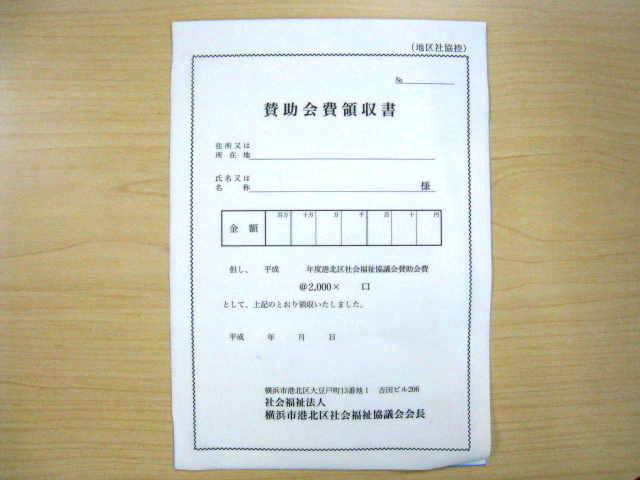 (地区社協控)
№
賛助会費領収書
住所又は
所在地
氏名又は
名称 様
金額 百万 十万 万 千 百 十 円
但し、 平成 年度港北区社会福祉協議会賛助会費
@2,000× 口
として、上記のとおり領収いたしました。
平成 年 月 日
横浜市港北区大豆戸町13番地1 吉田ビル206
社会福祉法人
横浜市港北区社会福祉協議会会長